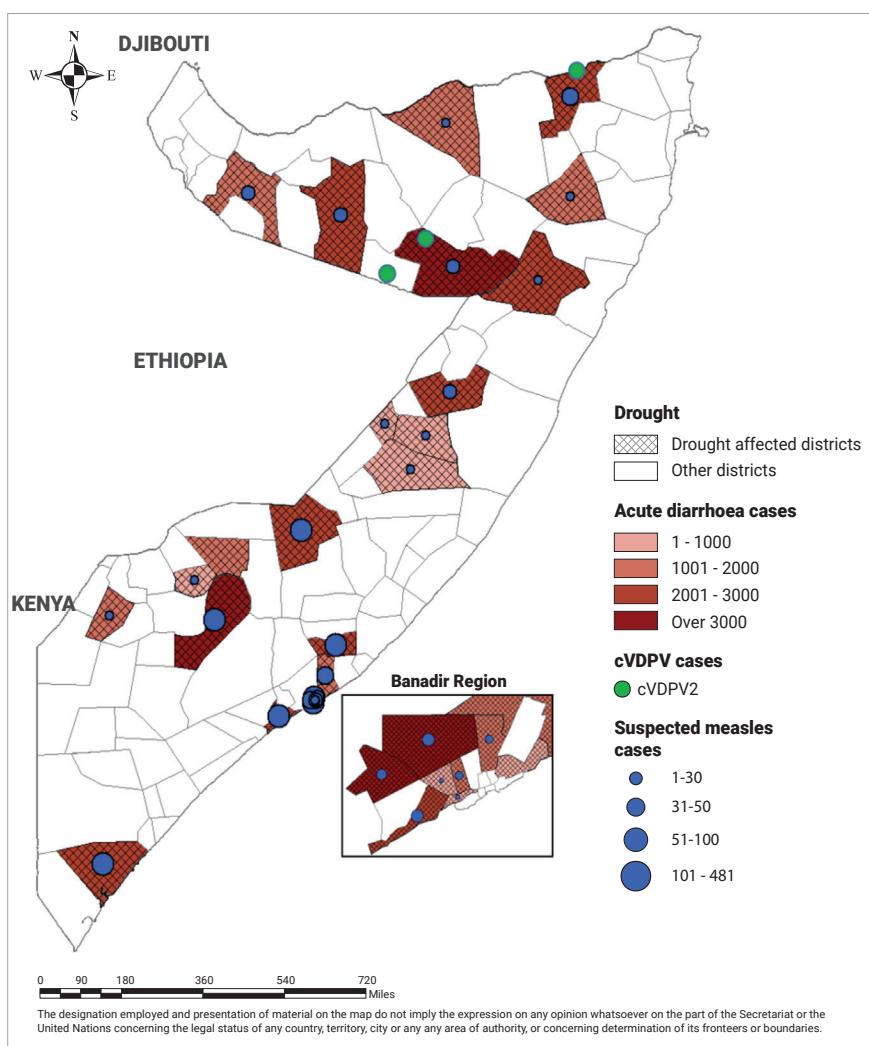 N
W
E
S
DJIBOUTI
ETHIOPIA
KENYA
Banadir Region
Drought
Drought affected districts
Other districts
Acute diarrhoea cases
1 - 1000
1001 - 2000
2001 - 3000
Over 3000
cVDPV cases
cVDPV2
Suspected measles
cases
1-30
31-50
51-100
101 - 481
0 90 180 360 540 720
Miles
The designation employed and presentation of material on the map do not imply the expression on any opinion whatsoever on the part of the Secretariat or the
United Nations concerning the legal status of any country, territory, city or any any area of authority, or concerning determination of its fronteers or boundaries.